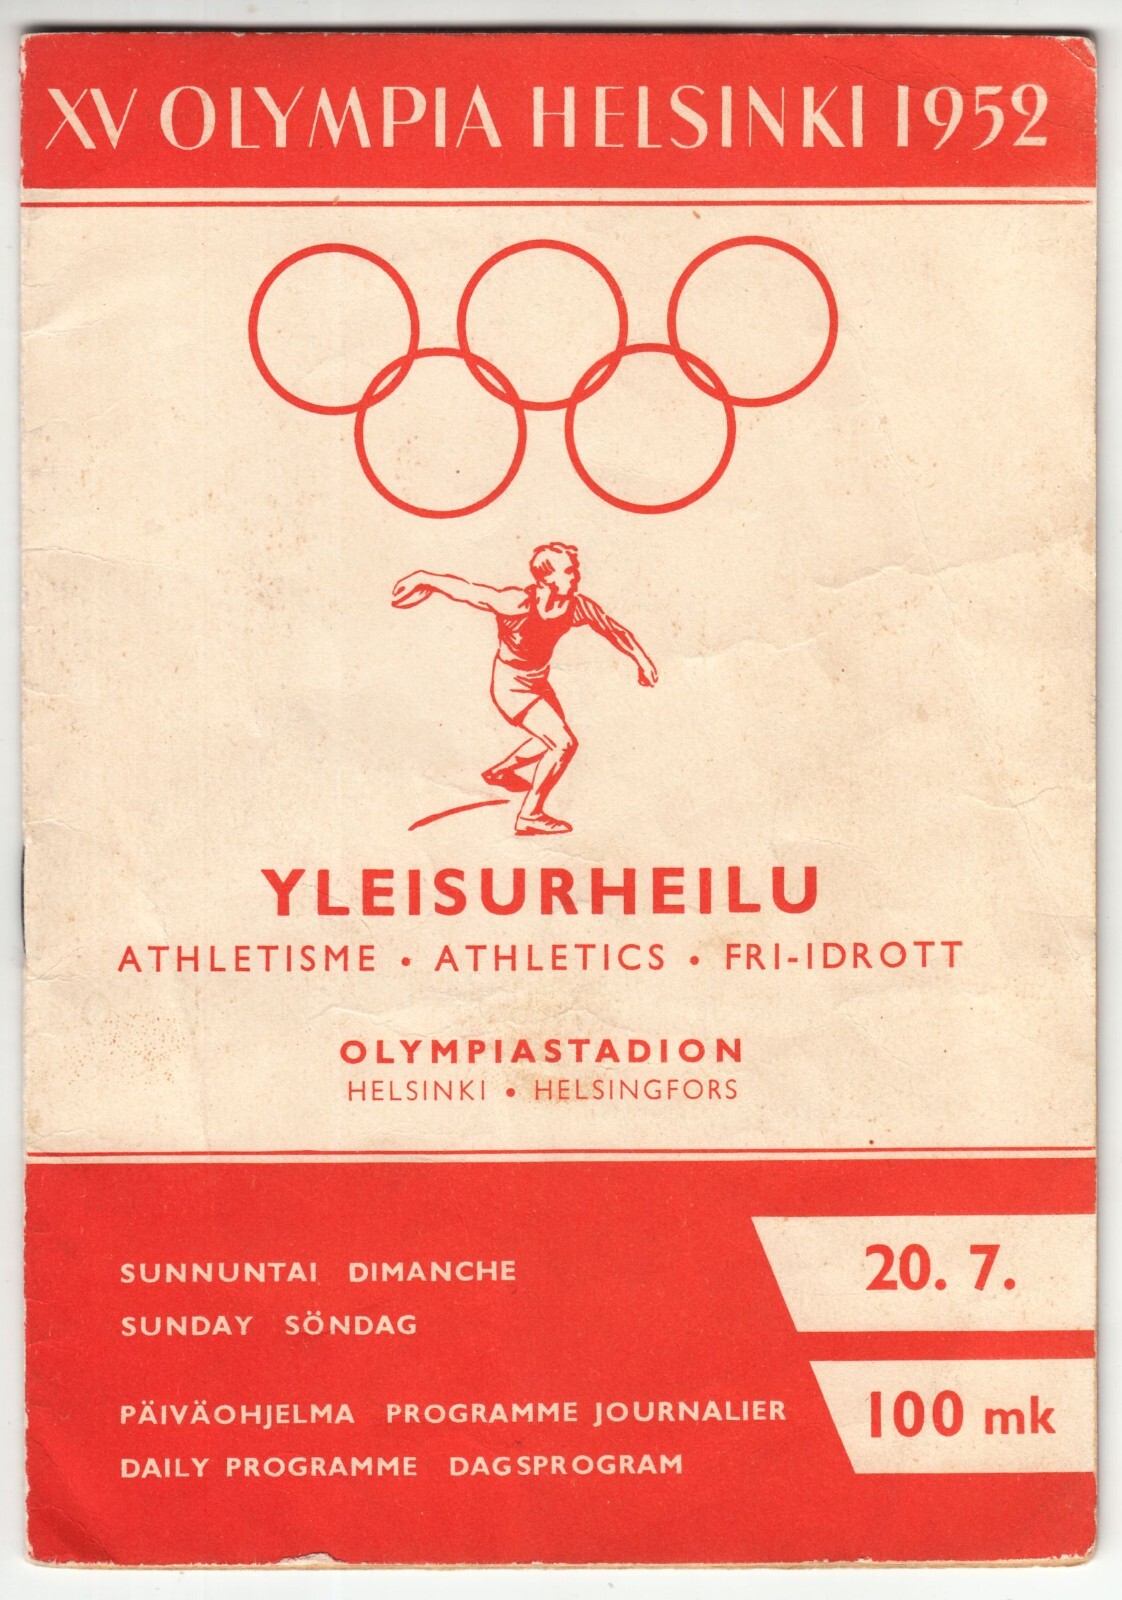 XV OLYMPIA HELSINKI 1952
YLEISURHEILU
ATHLETISME • ATHLETICS • FRI-IDROTT
OLYMPIASTADION
HELSINKI • HELSINGFORS
SUNNUNTAI DIMANCHE
SUNDAY SÖNDAG
20. 7.
PÄIVÄOHJELMA PROGRAMME JOURNALIER
DAILY PROGRAMME DAGSPROGRAM
100 mk